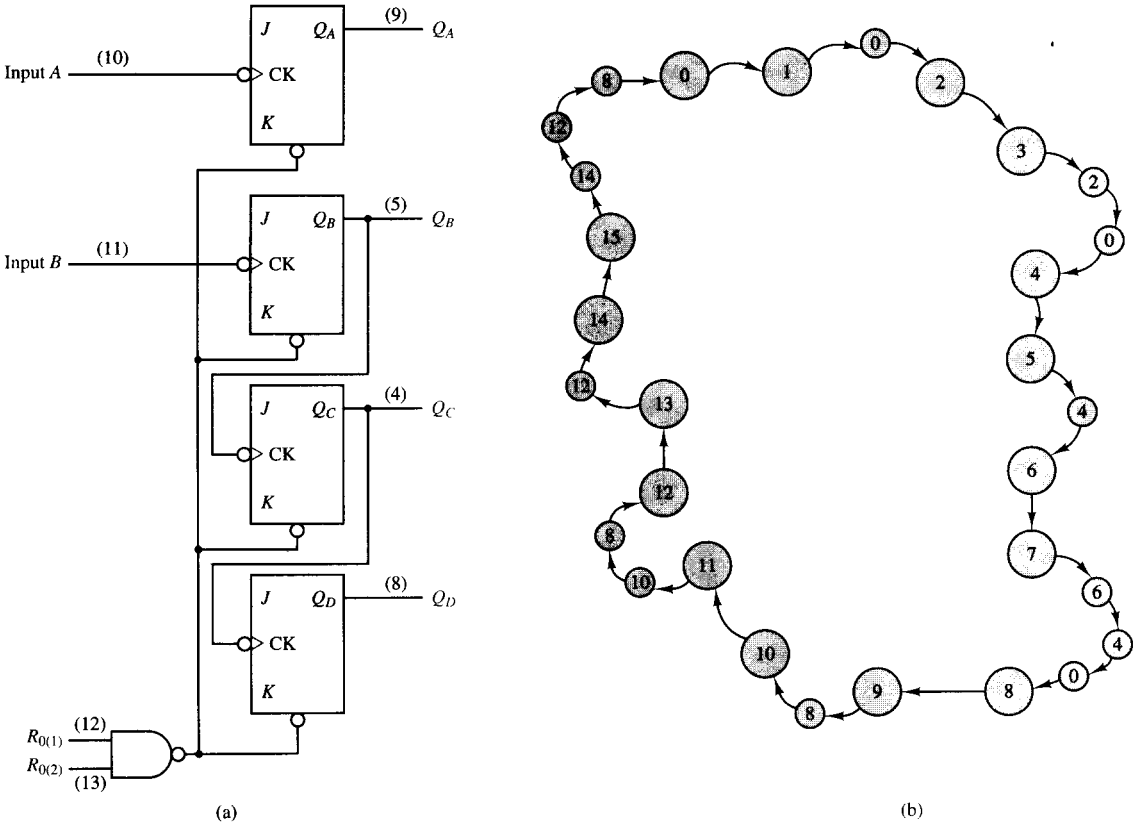 J Q_A (9) Q_A
Input A (10) CK
K
J Q_B (5) Q_B
Input B (11) CK
K
J Q_C (4) Q_C
CK
K
J Q_D (8) Q_D
CK
K
R_0(1) (12)
R_0(2) (13)
(a)
0
1
0
2
3
2
0
4
5
4
6
7
6
4
0
8
9
8
10
11
10
8
12
13
12
14
15
14
12
8
(b)